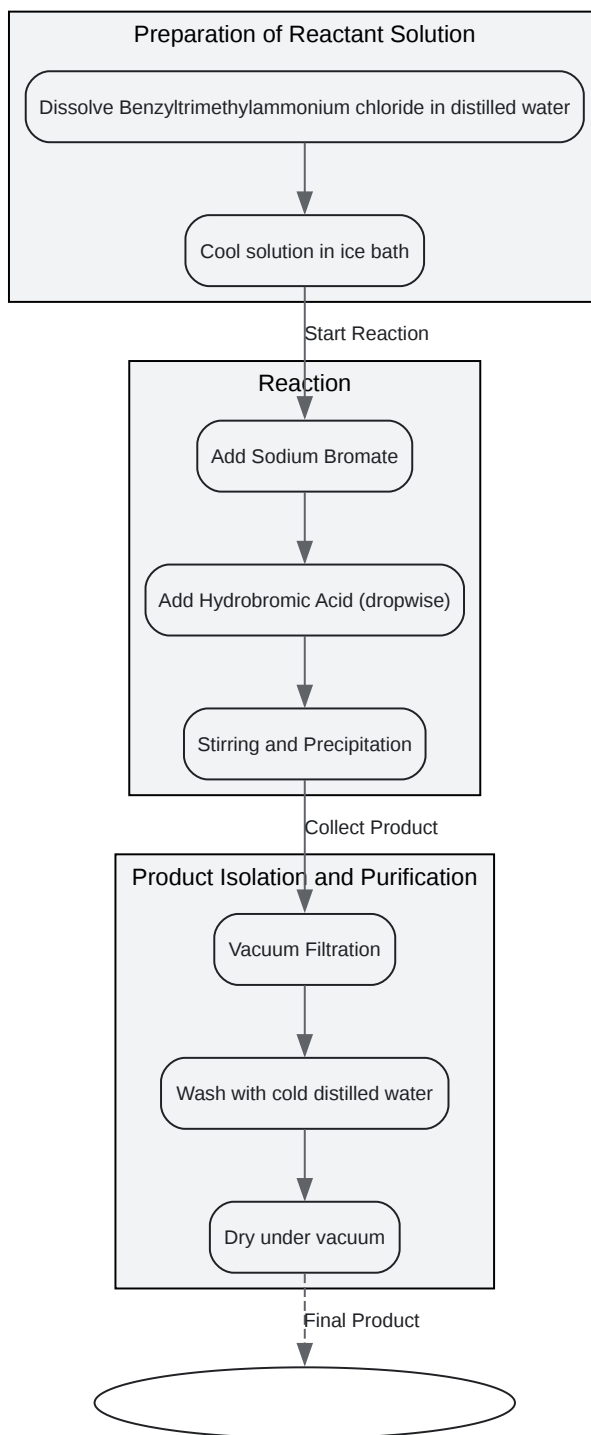 Preparation of Reactant Solution
Dissolve Benzyltrimethylammonium chloride in distilled water
Cool solution in ice bath
Start Reaction
Reaction
Add Sodium Bromate
Add Hydrobromic Acid (dropwise)
Stirring and Precipitation
Collect Product
Product Isolation and Purification
Vacuum Filtration
Wash with cold distilled water
Dry under vacuum
Final Product